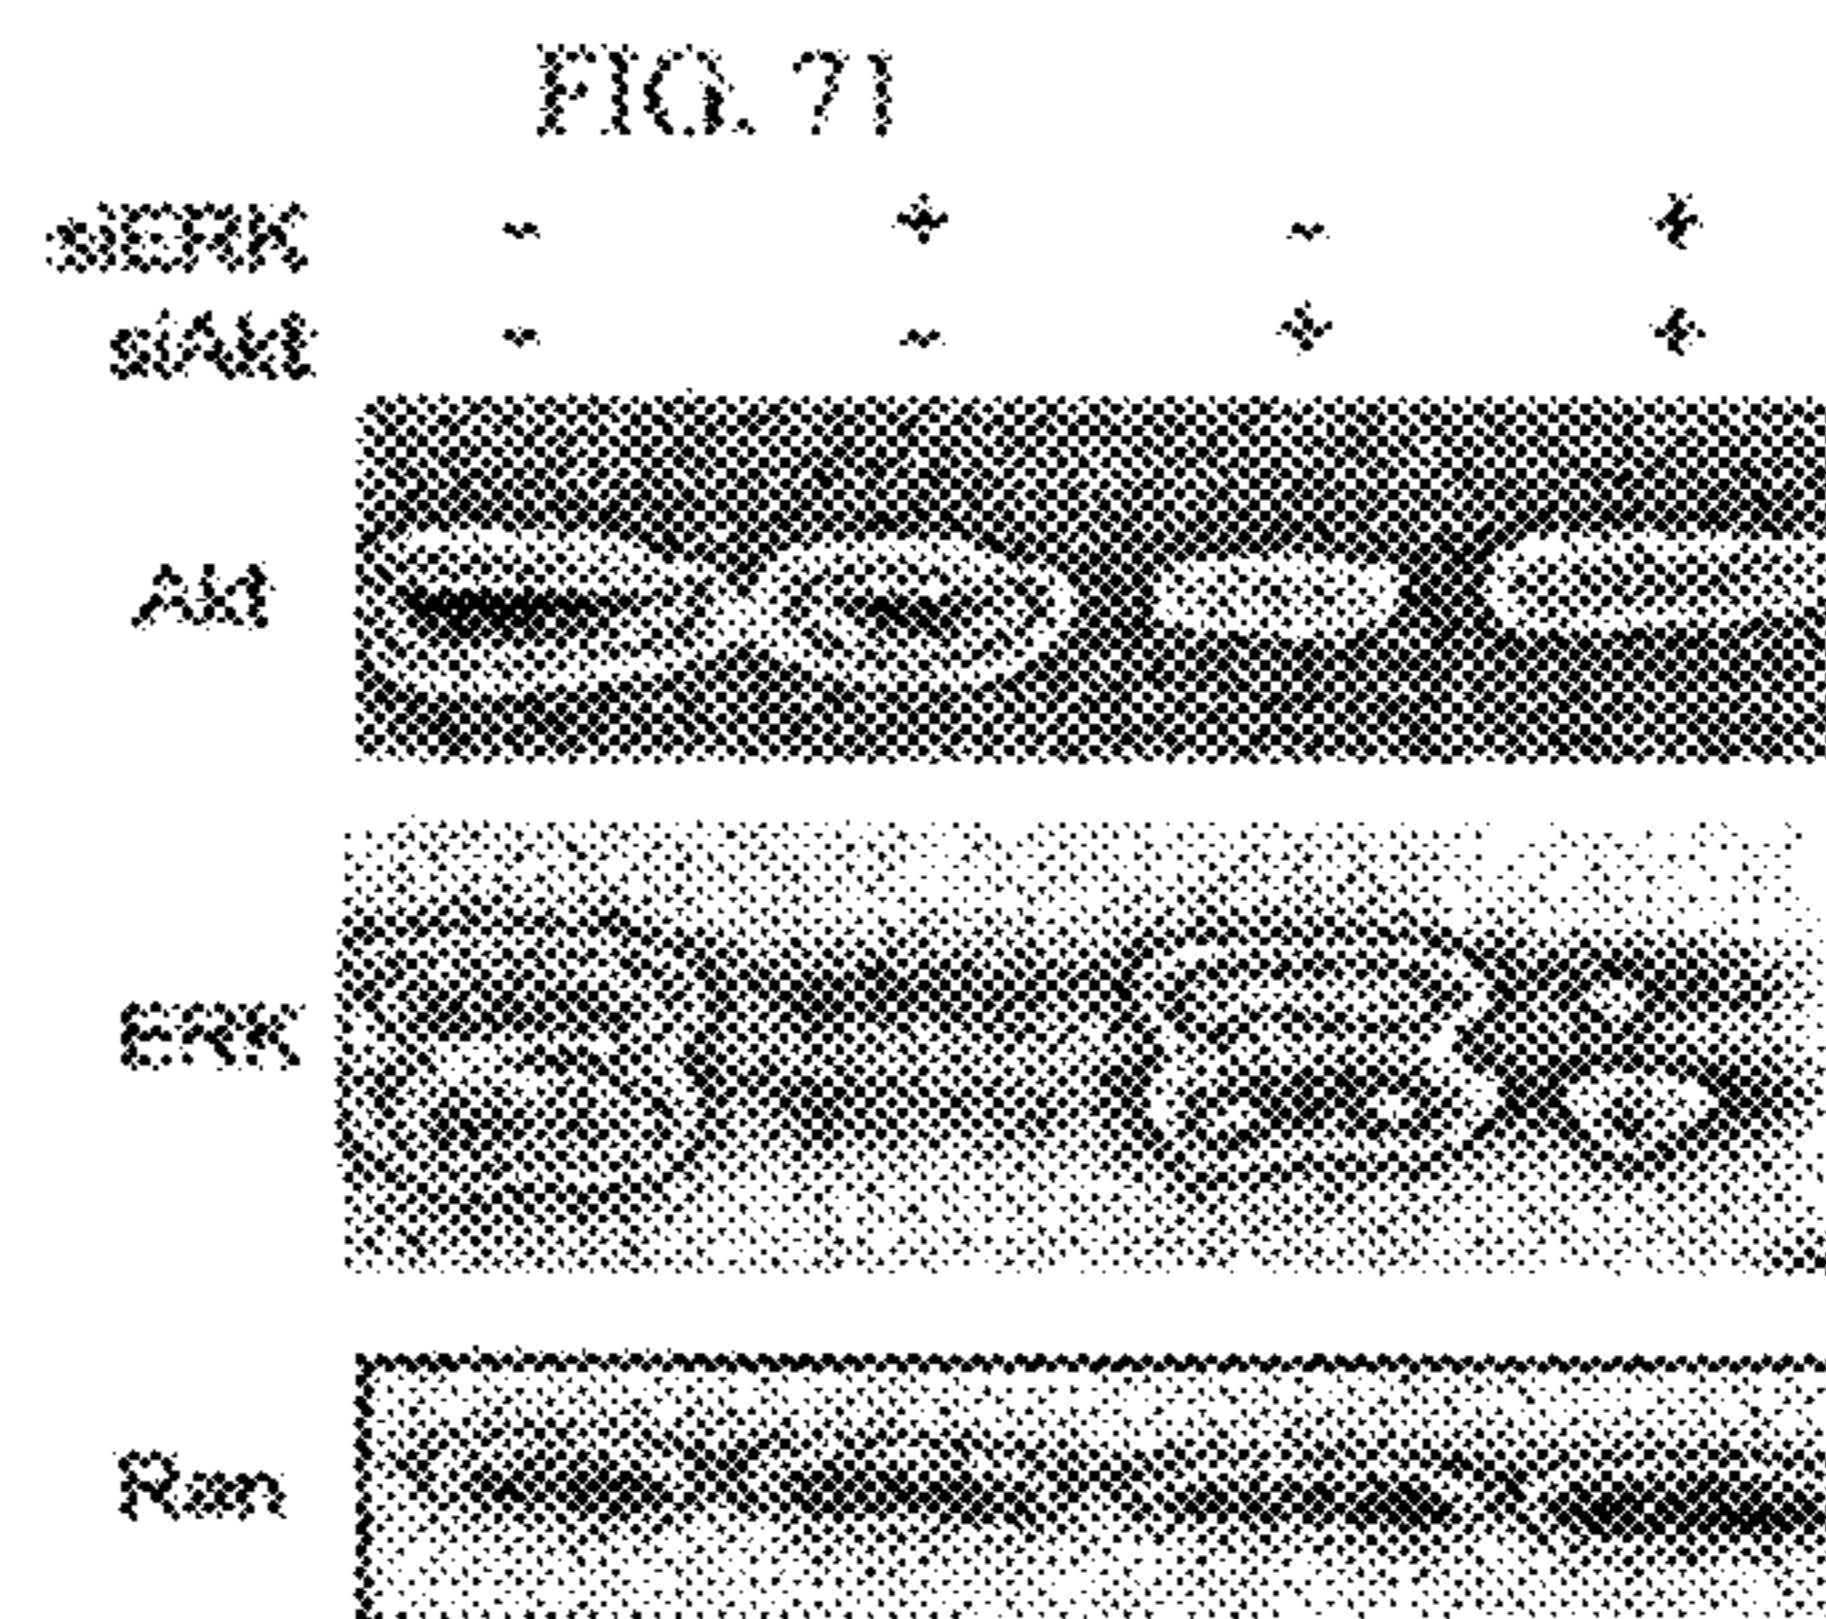 FIG. 71
siERK - + - +
siAkt - - + +
Akt
ERK
Ran